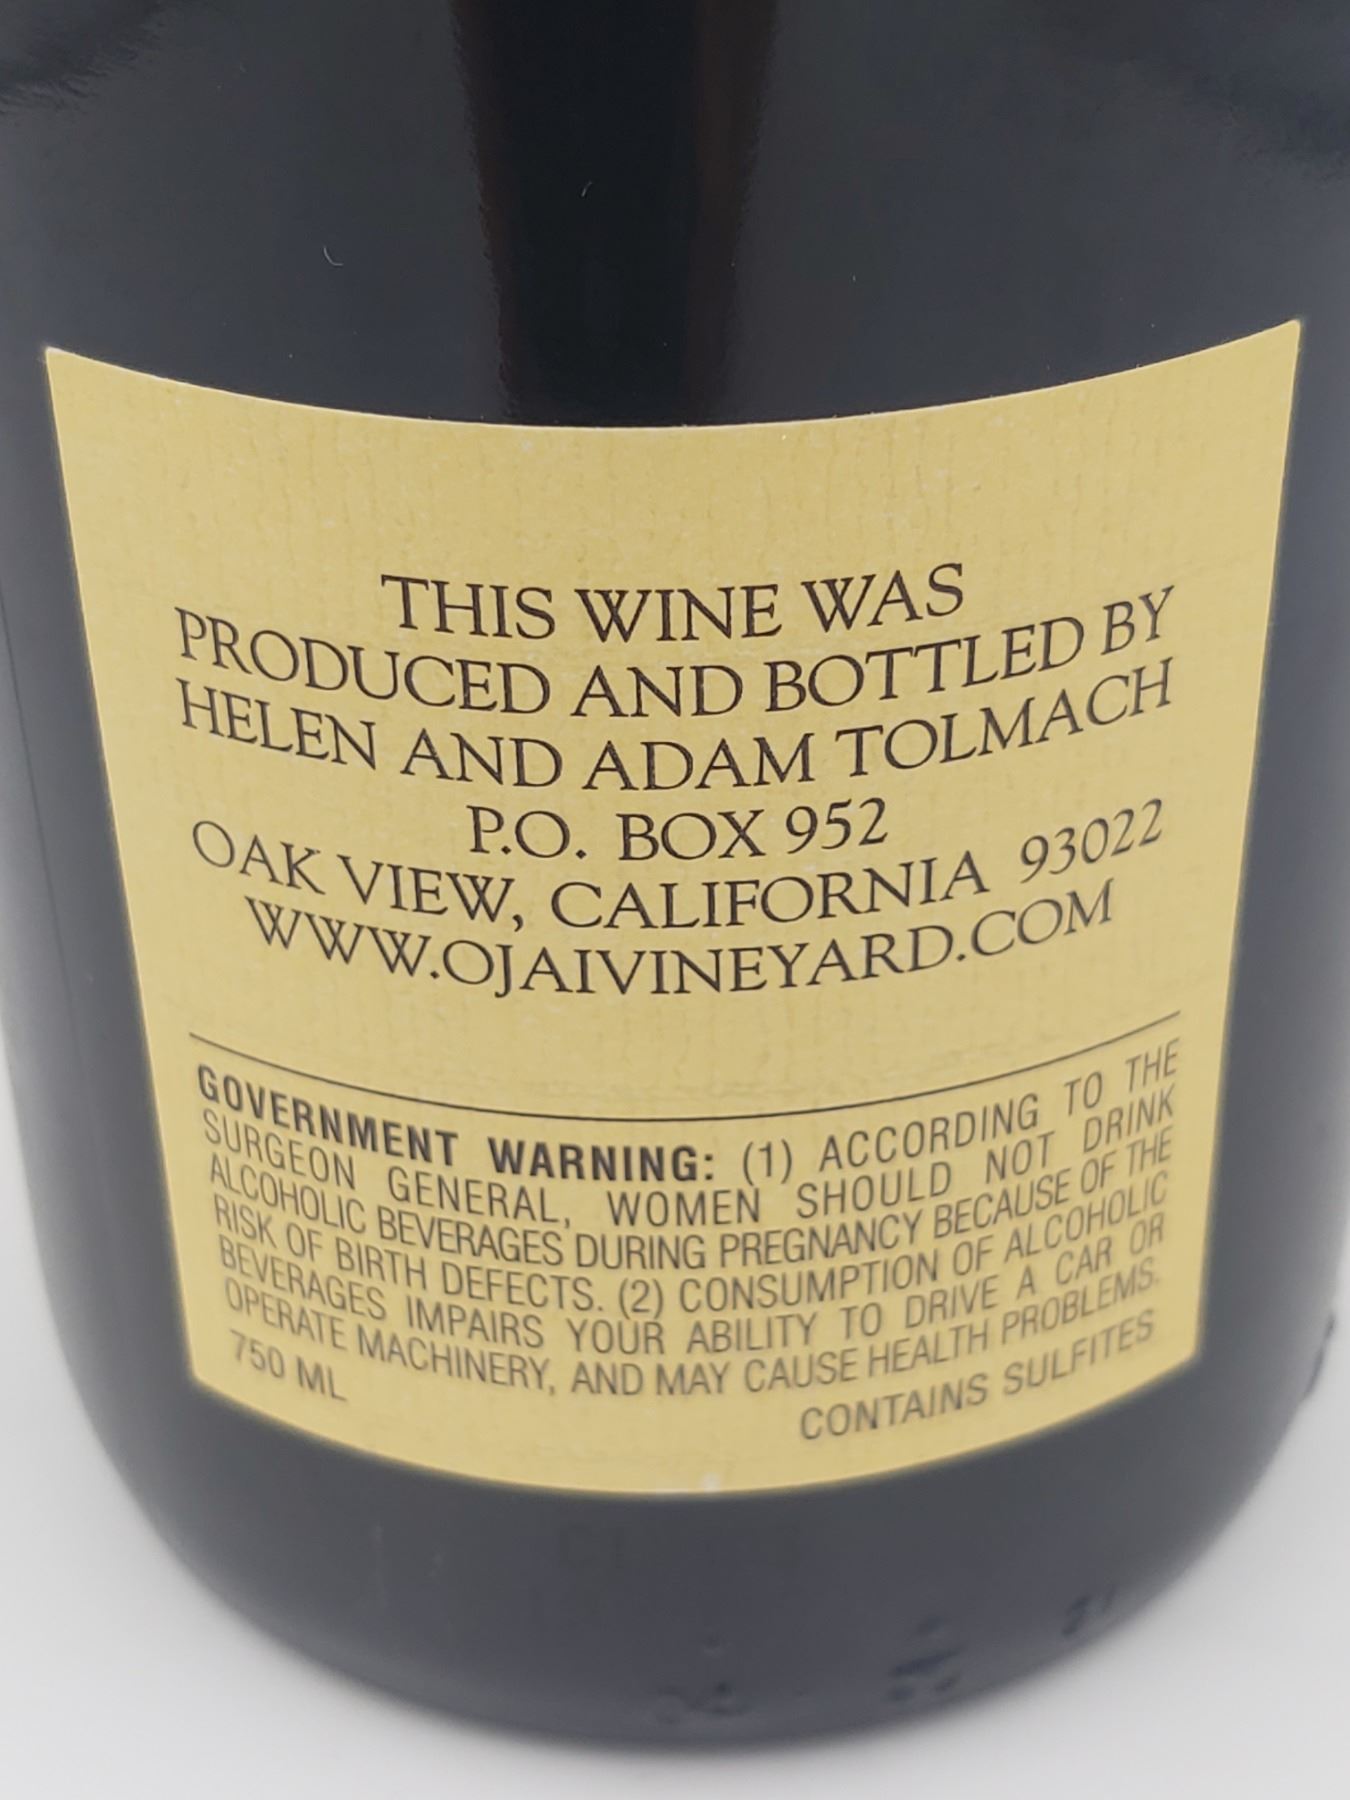 THIS WINE WAS
PRODUCED AND BOTTLED BY
HELEN AND ADAM TOLMACH
P.O. BOX 952
OAK VIEW, CALIFORNIA 93022
WWW.OJAIVINEYARD.COM
GOVERNMENT WARNING: (1) ACCORDING TO THE
SURGEON GENERAL, WOMEN SHOULD NOT DRINK
ALCOHOLIC BEVERAGES DURING PREGNANCY BECAUSE OF THE
RISK OF BIRTH DEFECTS. (2) CONSUMPTION OF ALCOHOLIC
BEVERAGES IMPAIRS YOUR ABILITY TO DRIVE A CAR OR
OPERATE MACHINERY, AND MAY CAUSE HEALTH PROBLEMS.
750 ML
CONTAINS SULFITES